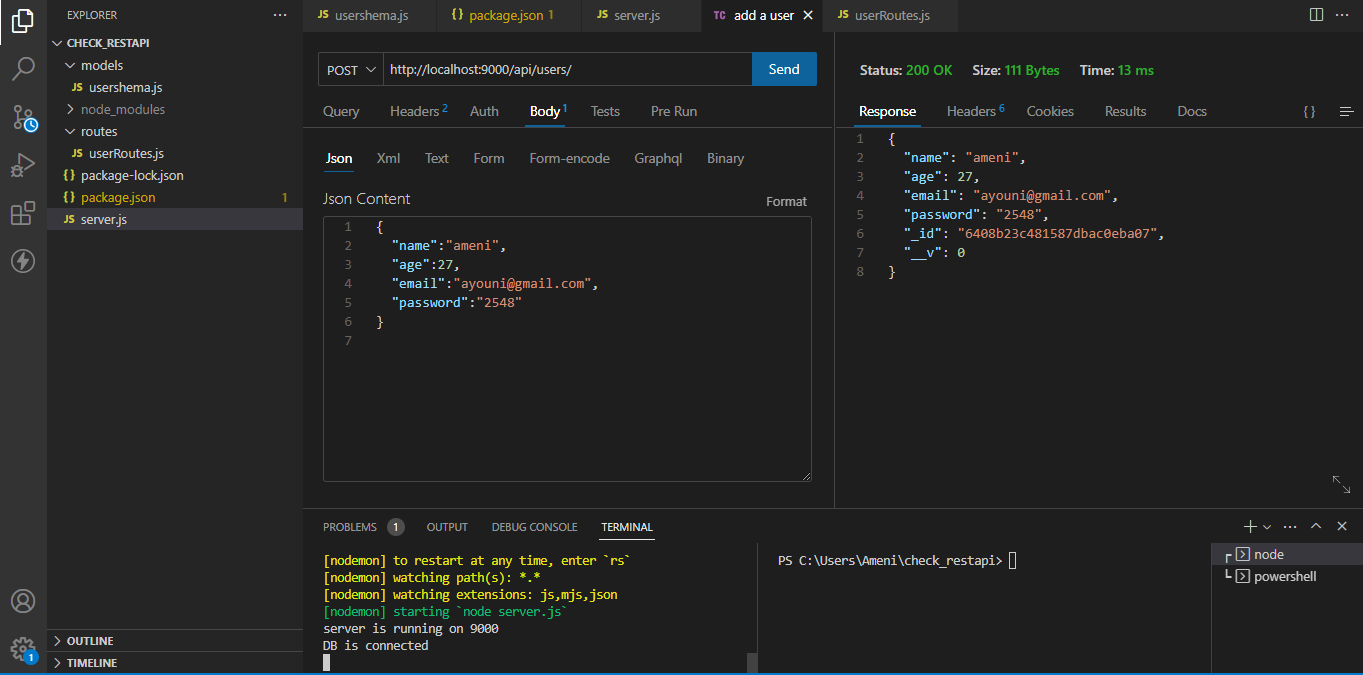 EXPLORER
CHECK_RESTAPI
models
JS usershema.js
node_modules
routes
JS userRoutes.js
{} package-lock.json
{} package.json 1
JS server.js
OUTLINE
TIMELINE
1
JS usershema.js {} package.json 1 JS server.js TC add a user JS userRoutes.js
POST http://localhost:9000/api/users/ Send
Query Headers 2 Auth Body 1 Tests Pre Run
Json Xml Text Form Form-encode Graphql Binary
Json Content Format
1 {
2 "name":"ameni",
3 "age":27,
4 "email":"ayouni@gmail.com",
5 "password":"2548"
6 }
7
Status: 200 OK Size: 111 Bytes Time: 13 ms
Response Headers 6 Cookies Results Docs {}
1 {
2 "name": "ameni",
3 "age": 27,
4 "email": "ayouni@gmail.com",
5 "password": "2548",
6 "_id": "6408b23c481587dbac0eba07",
7 "__v": 0
8 }
PROBLEMS 1 OUTPUT DEBUG CONSOLE TERMINAL
[nodemon] to restart at any time, enter `rs`
[nodemon] watching path(s): *.*
[nodemon] watching extensions: js,mjs,json
[nodemon] starting `node server.js`
server is running on 9000
DB is connected
PS C:\Users\Ameni\check_restapi>
node
powershell